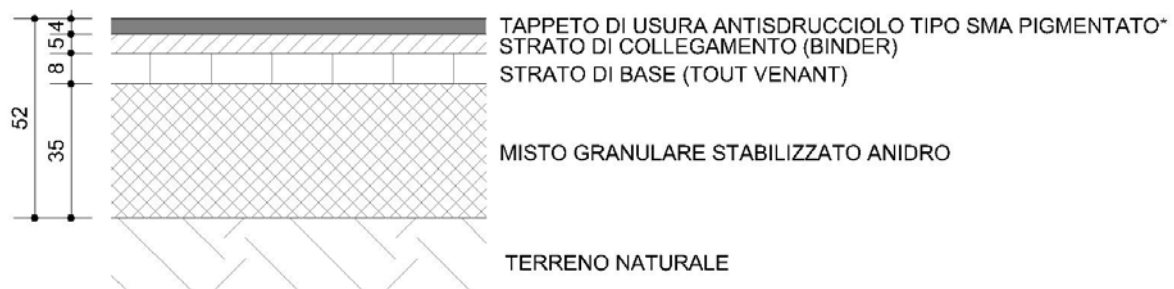 TAPPETO DI USURA ANTISDRUCCIOLO TIPO SMA PIGMENTATO*
STRATO DI COLLEGAMENTO (BINDER)
STRATO DI BASE (TOUT VENANT)
MISTO GRANULARE STABILIZZATO ANIDRO
TERRENO NATURALE
4
5
8
35
52